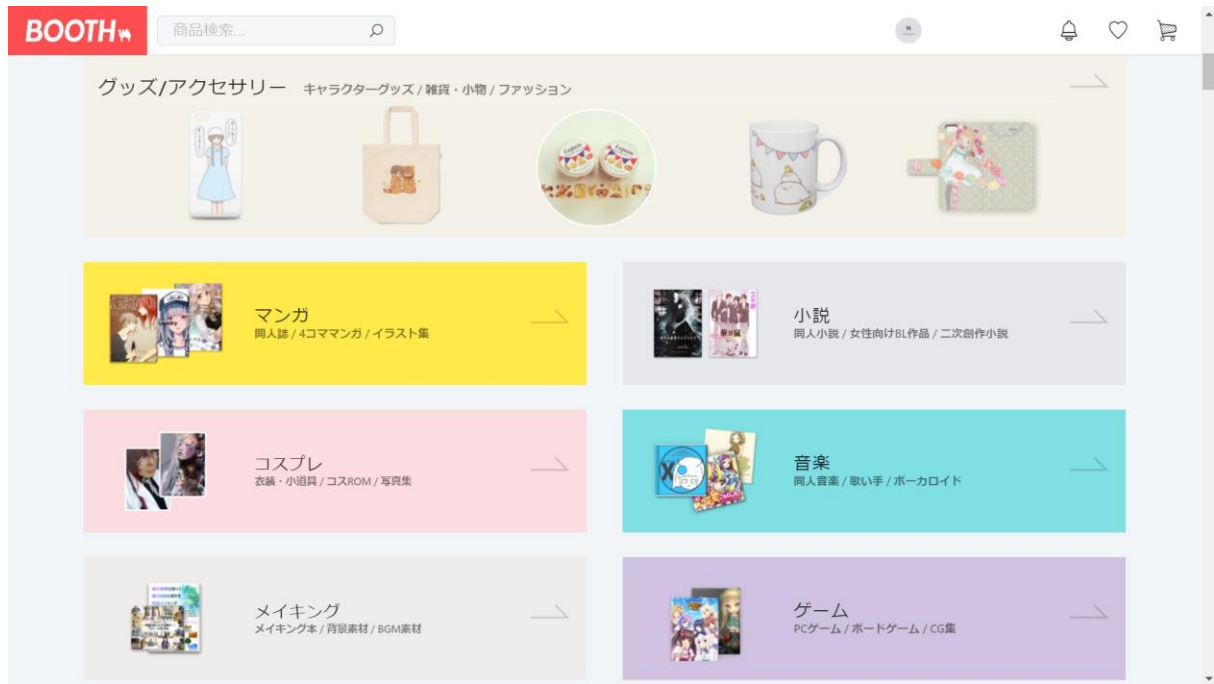 BOOTH
商品検索...
グッズ/アクセサリー キャラクターグッズ / 雑貨・小物 / ファッション
マンガ
同人誌 / 4コママンガ / イラスト集
小説
同人小説 / 女性向けBL作品 / 二次創作小説
コスプレ
衣装・小道具 / コスROM / 写真集
音楽
同人音楽 / 歌い手 / ボーカロイド
メイキング
メイキング本 / 背景素材 / BGM素材
ゲーム
PCゲーム / ボードゲーム / CG集